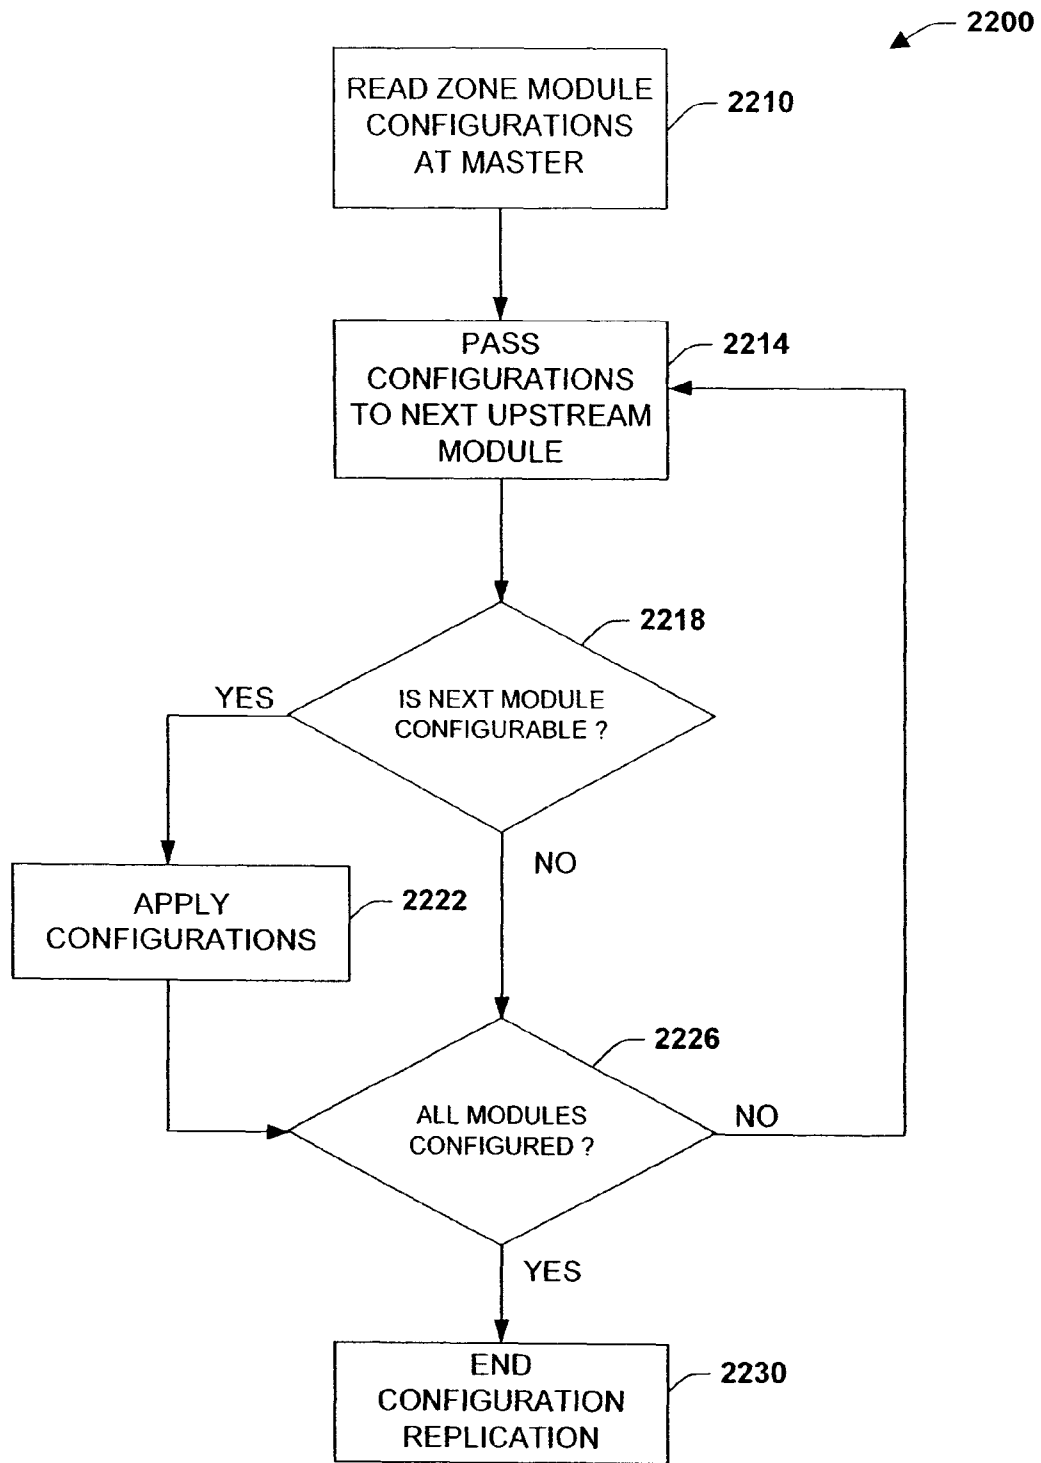 2200
READ ZONE MODULE
CONFIGURATIONS
AT MASTER
2210
PASS
CONFIGURATIONS
TO NEXT UPSTREAM
MODULE
2214
2218
IS NEXT MODULE
CONFIGURABLE ?
YES
NO
APPLY
CONFIGURATIONS
2222
2226
ALL MODULES
CONFIGURED ?
NO
YES
END
CONFIGURATION
REPLICATION
2230